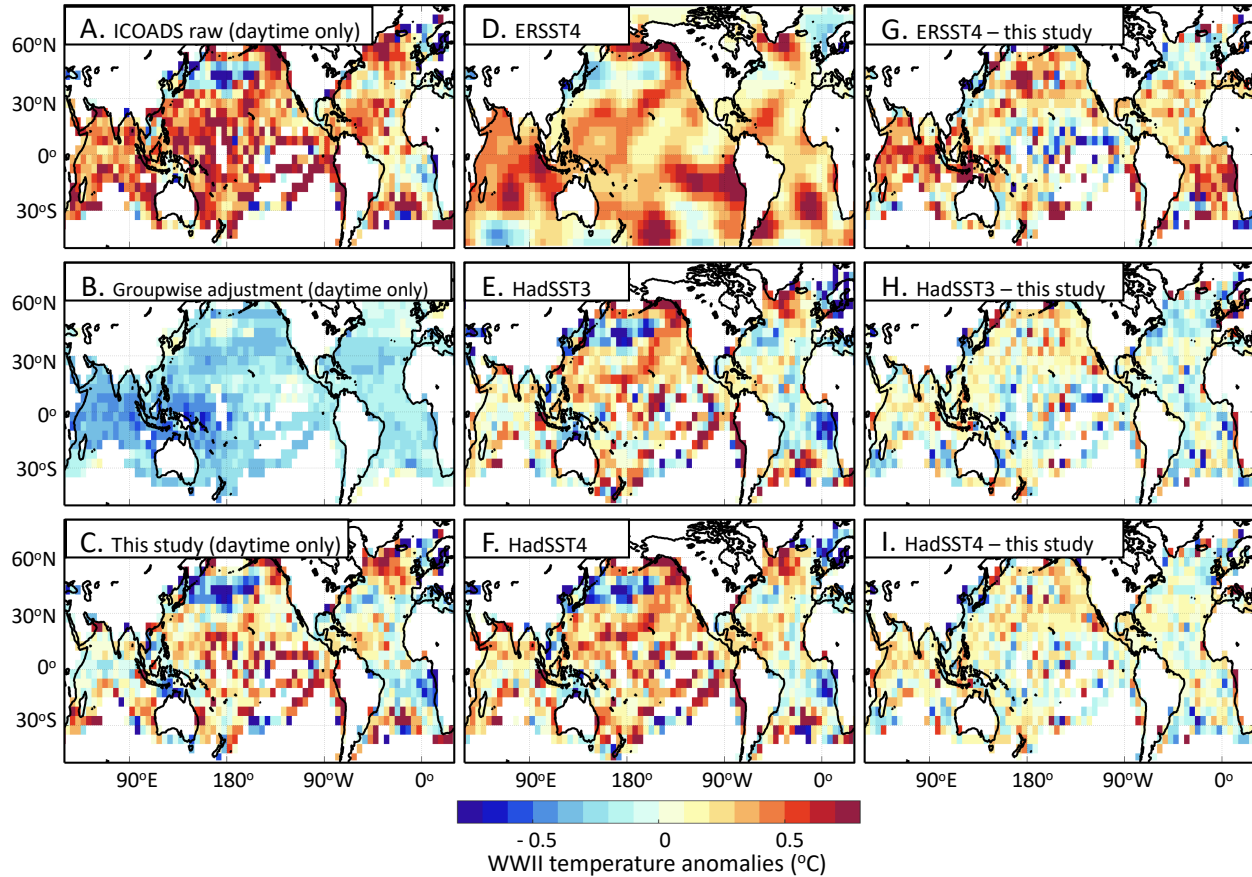 A. ICOADS raw (daytime only)
D. ERSST4
G. ERSST4 – this study
60°N
30°N
0°
30°S
B. Groupwise adjustment (daytime only)
E. HadSST3
H. HadSST3 – this study
60°N
30°N
0°
30°S
C. This study (daytime only)
F. HadSST4
I. HadSST4 – this study
60°N
30°N
0°
30°S
90°E 180° 90°W 0° 90°E 180° 90°W 0° 90°E 180° 90°W 0°
- 0.5 0 0.5
WWII temperature anomalies (°C)